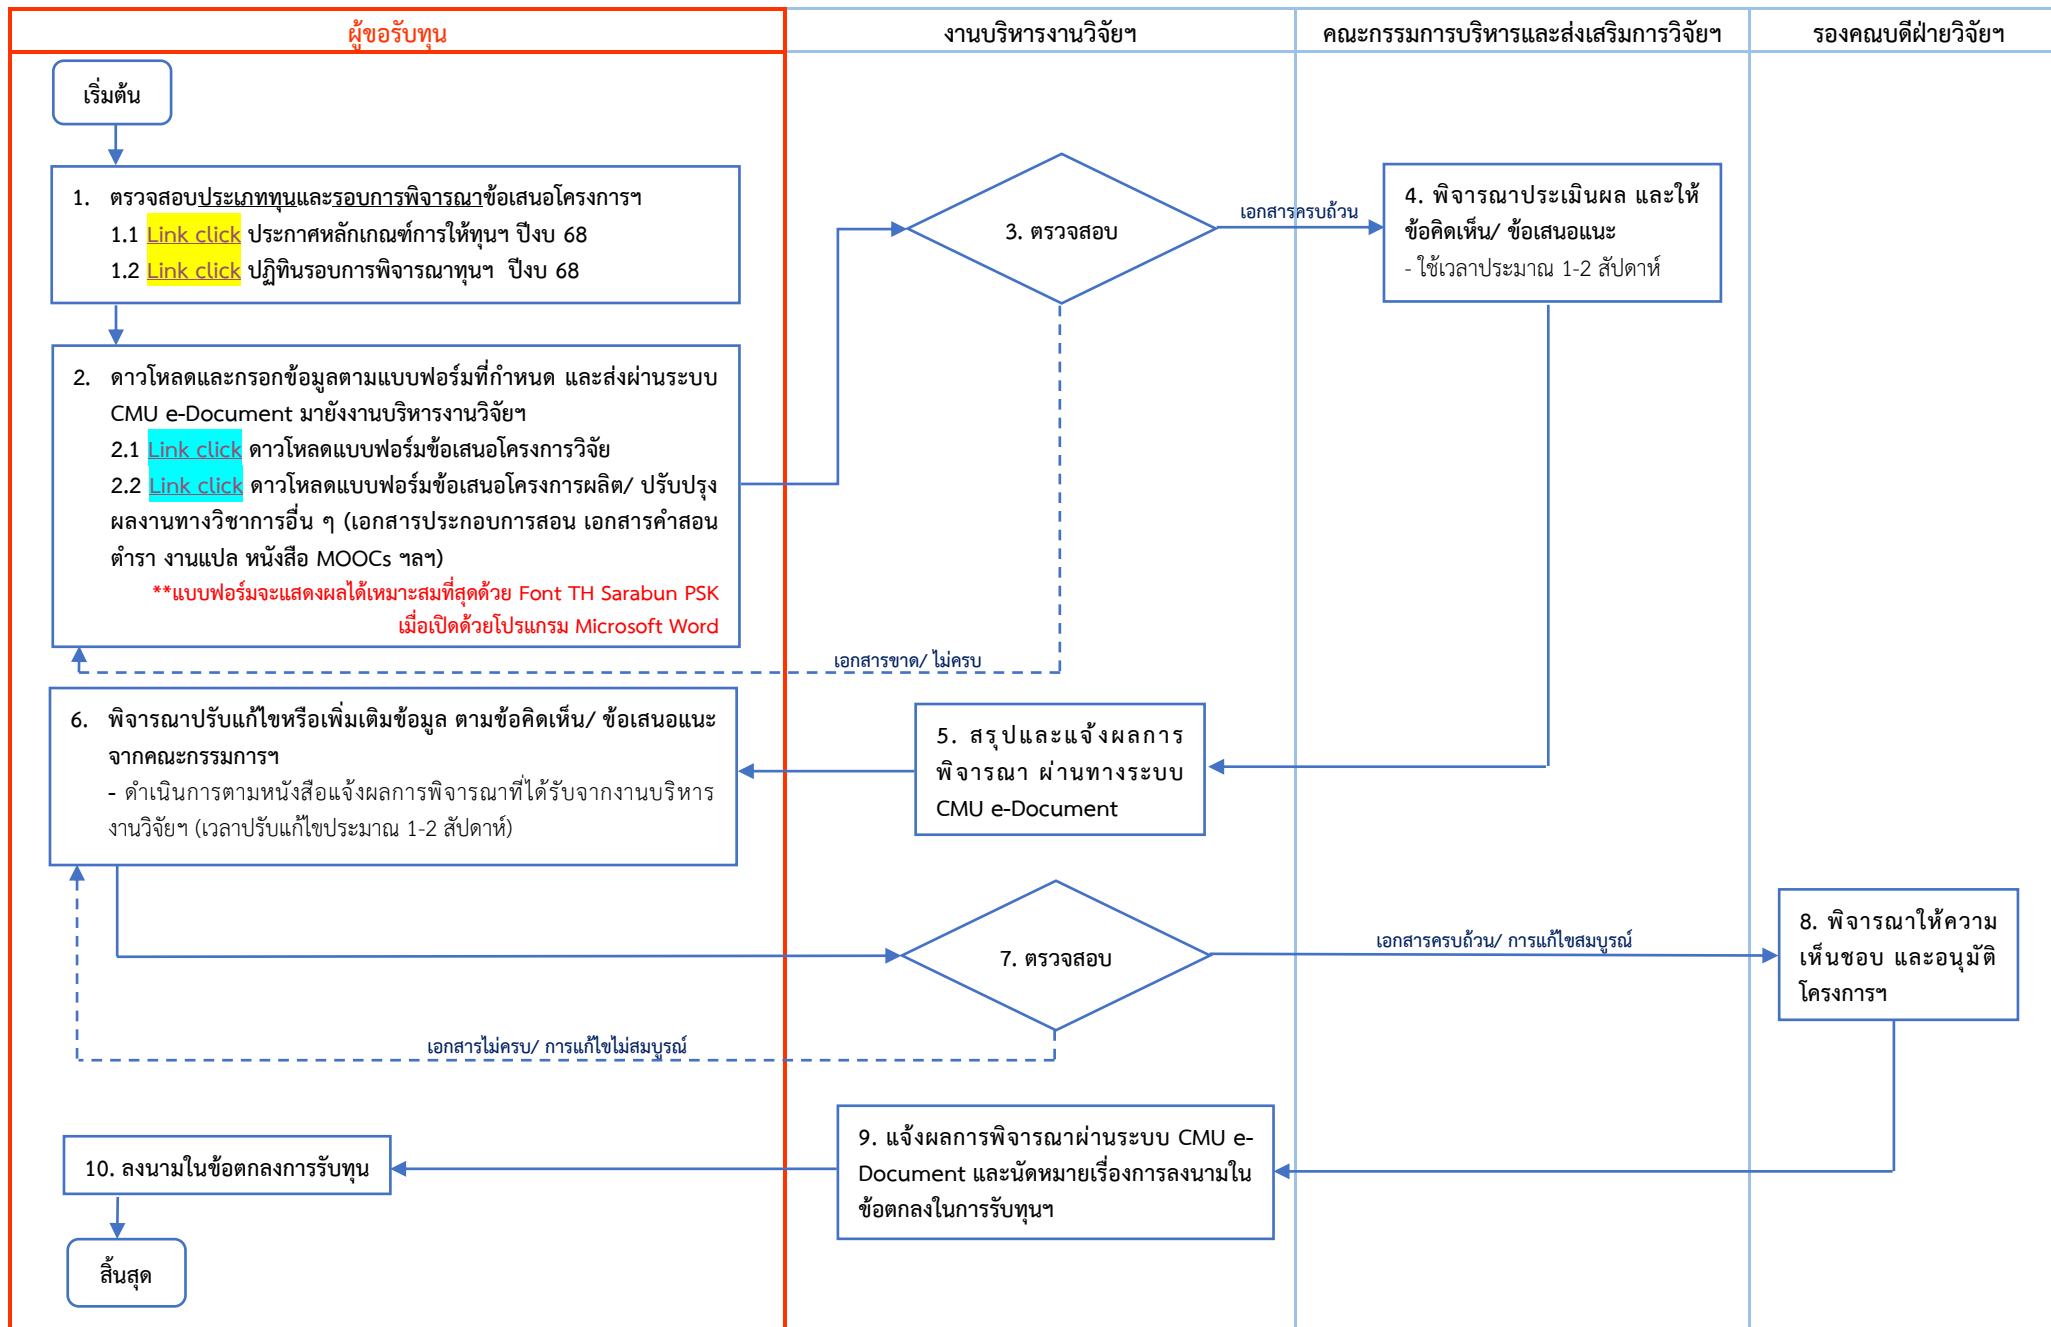 ผู้ขอรับทุน
งานบริหารงานวิจัยฯ
คณะกรรมการบริหารและส่งเสริมการวิจัยฯ
รองคณบดีฝ่ายวิจัยฯ
เริ่มต้น
1. ตรวจสอบประเภททุนและรอบการพิจารณาข้อเสนอโครงการฯ
1.1 Link click ประกาศหลักเกณฑ์การให้ทุนฯ ปีงบ 68
1.2 Link click ปฏิทินรอบการพิจารณาทุนฯ ปีงบ 68
2. ดาวโหลดและกรอกข้อมูลตามแบบฟอร์มที่กำหนด และส่งผ่านระบบ
CMU e-Document มายังงานบริหารงานวิจัยฯ
2.1 Link click ดาวโหลดแบบฟอร์มข้อเสนอโครงการวิจัย
2.2 Link click ดาวโหลดแบบฟอร์มข้อเสนอโครงการผลิต/ ปรับปรุง
ผลงานทางวิชาการอื่น ๆ (เอกสารประกอบการสอน เอกสารคำสอน
ตำรา งานแปล หนังสือ MOOCs ฯลฯ)
**แบบฟอร์มจะแสดงผลได้เหมาะสมที่สุดด้วย Font TH Sarabun PSK
เมื่อเปิดด้วยโปรแกรม Microsoft Word
3. ตรวจสอบ
เอกสารครบถ้วน
4. พิจารณาประเมินผล และให้
ข้อคิดเห็น/ ข้อเสนอแนะ
- ใช้เวลาประมาณ 1-2 สัปดาห์
เอกสารขาด/ ไม่ครบ
5. สรุปและแจ้งผลการ
พิจารณา ผ่านทางระบบ
CMU e-Document
6. พิจารณาปรับแก้ไขหรือเพิ่มเติมข้อมูล ตามข้อคิดเห็น/ ข้อเสนอแนะ
จากคณะกรรมการฯ
- ดำเนินการตามหนังสือแจ้งผลการพิจารณาที่ได้รับจากงานบริหาร
งานวิจัยฯ (เวลาปรับแก้ไขประมาณ 1-2 สัปดาห์)
7. ตรวจสอบ
เอกสารครบถ้วน/ การแก้ไขสมบูรณ์
8. พิจารณาให้ความ
เห็นชอบ และอนุมัติ
โครงการฯ
เอกสารไม่ครบ/ การแก้ไขไม่สมบูรณ์
9. แจ้งผลการพิจารณาผ่านระบบ CMU e-
Document และนัดหมายเรื่องการลงนามใน
ข้อตกลงในการรับทุนฯ
10. ลงนามในข้อตกลงการรับทุน
สิ้นสุด